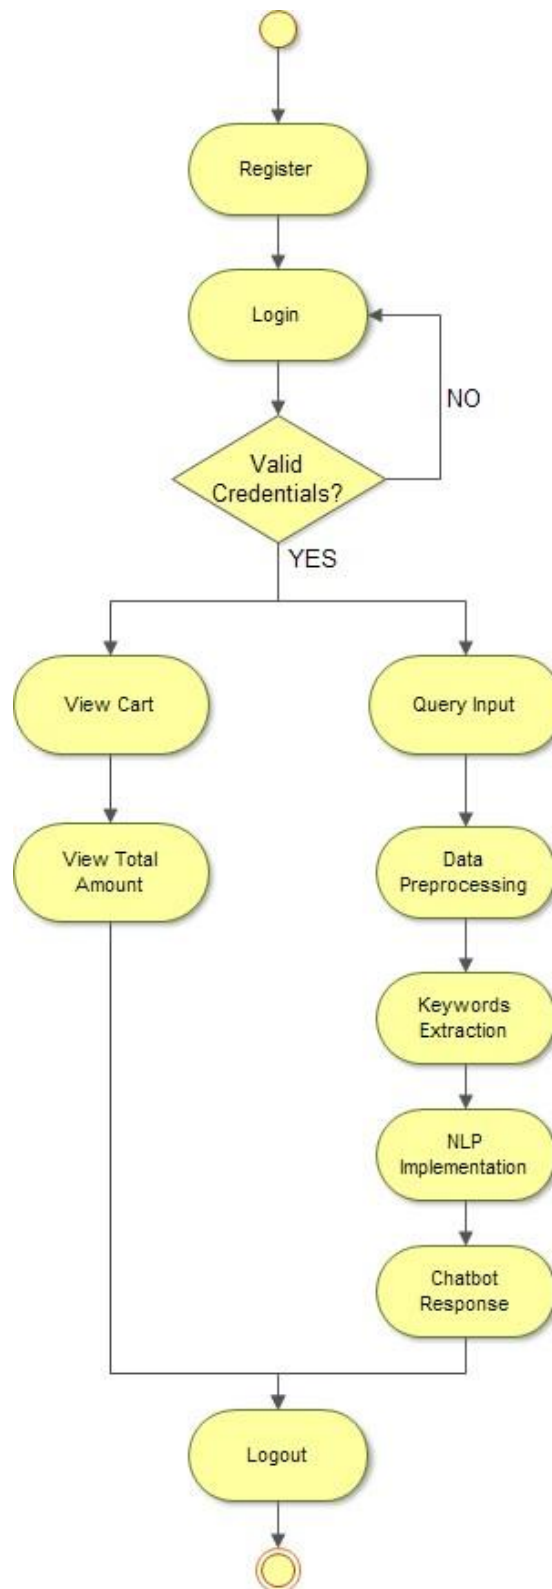 Register
Login
NO
Valid
Credentials?
YES
View Cart
Query Input
View Total
Amount
Data
Preprocessing
Keywords
Extraction
NLP
Implementation
Chatbot
Response
Logout